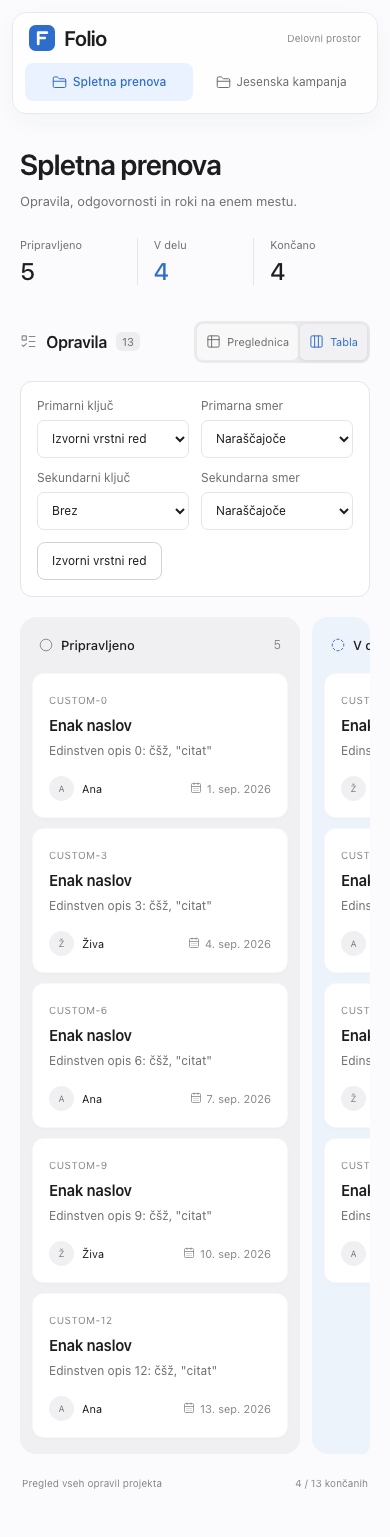 F Folio
Delovni prostor
Spletna prenova
Jesenska kampanja
Spletna prenova
Opravila, odgovornosti in roki na enem mestu.
Pripravljeno
5
V delu
4
Končano
4
Opravila 13
Preglednica
Tabla
Primarni ključ
Izvorni vrstni red
Primarna smer
Naraščajoče
Sekundarni ključ
Brez
Sekundarna smer
Naraščajoče
Izvorni vrstni red
Pripravljeno 5
CUSTOM-0
Enak naslov
Edinstven opis 0: čšž, "citat"
A Ana 1. sep. 2026
CUSTOM-3
Enak naslov
Edinstven opis 3: čšž, "citat"
Ž Živa 4. sep. 2026
CUSTOM-6
Enak naslov
Edinstven opis 6: čšž, "citat"
A Ana 7. sep. 2026
CUSTOM-9
Enak naslov
Edinstven opis 9: čšž, "citat"
Ž Živa 10. sep. 2026
CUSTOM-12
Enak naslov
Edinstven opis 12: čšž, "citat"
A Ana 13. sep. 2026
V
Ž
A
Ž
A
Pregled vseh opravil projekta
4 / 13 končanih